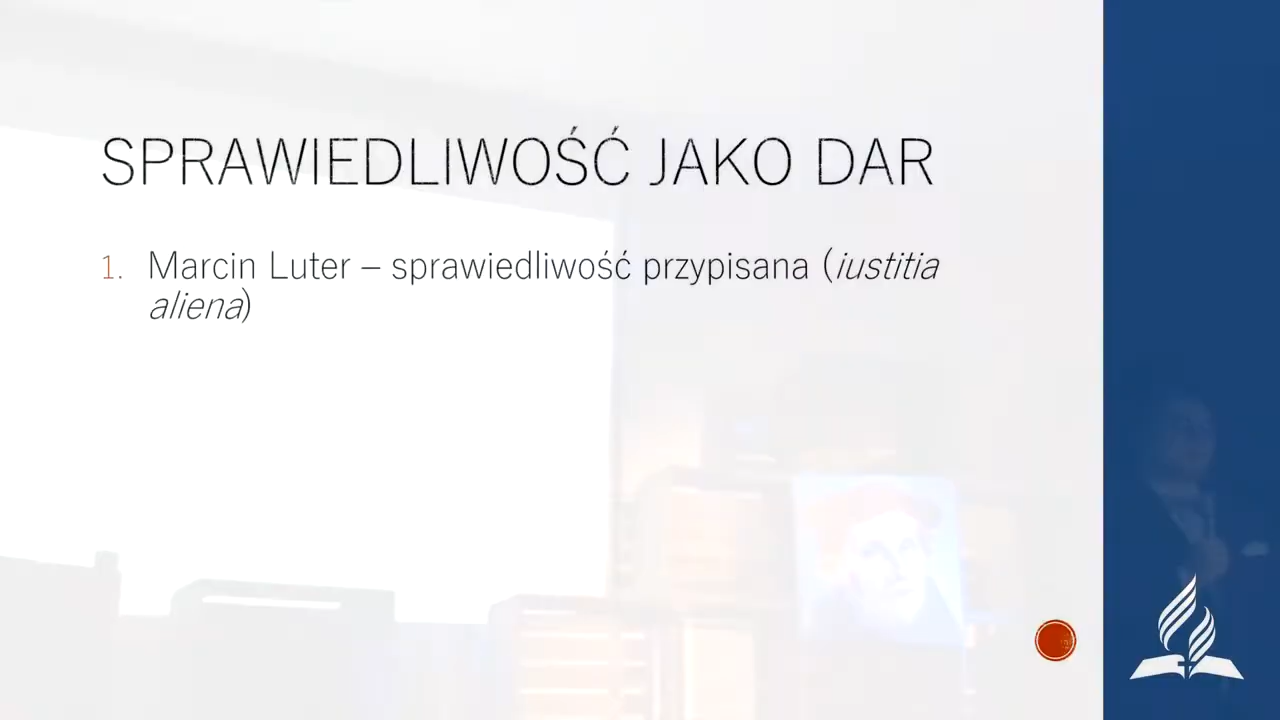 SPRAWIEDLIWOŚĆ JAKO DAR
1. Marcin Luter – sprawiedliwość przypisana (iustitia
aliena)